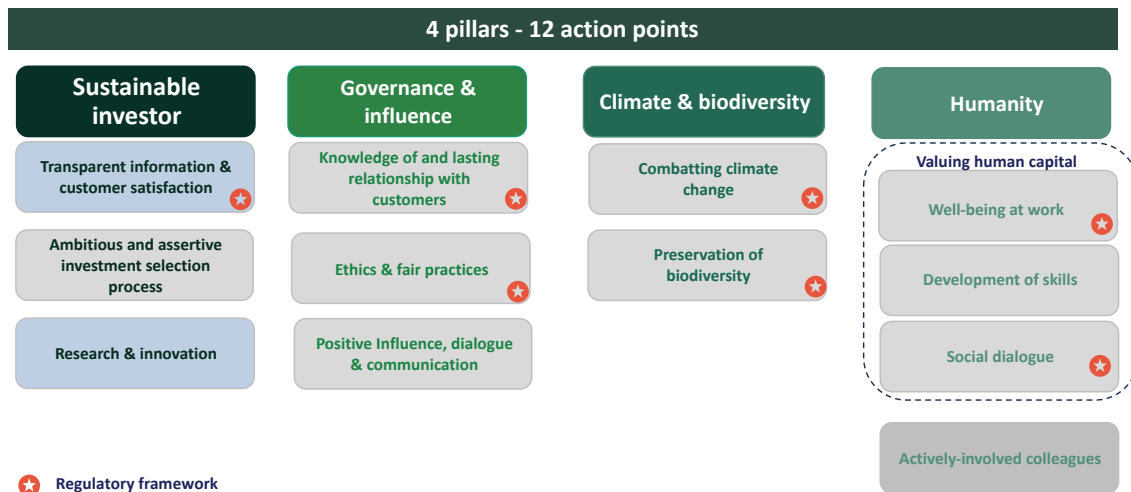 4 pillars - 12 action points
Sustainable
investor
Transparent information &
customer satisfaction
Ambitious and assertive
investment selection
process
Research & innovation
Governance &
influence
Knowledge of and lasting
relationship with
customers
Ethics & fair practices
Positive Influence, dialogue
& communication
Climate & biodiversity
Combatting climate
change
Preservation of
biodiversity
Humanity
Valuing human capital
Well-being at work
Development of skills
Social dialogue
Actively-involved colleagues
Regulatory framework